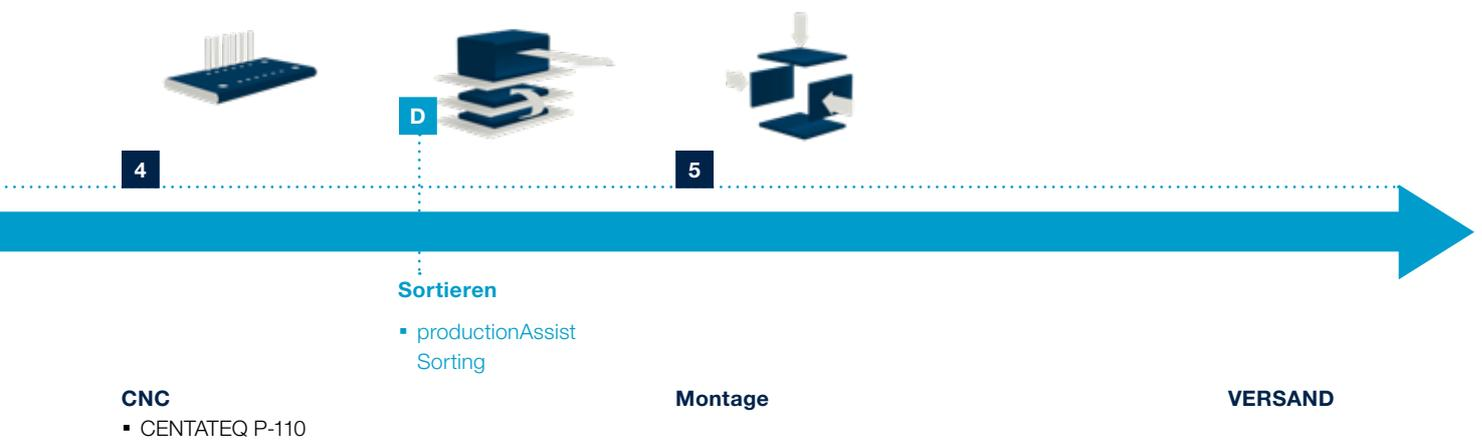 D
4
5
Sortieren
▪ productionAssist
Sorting
CNC
▪ CENTATEQ P-110
Montage
VERSAND